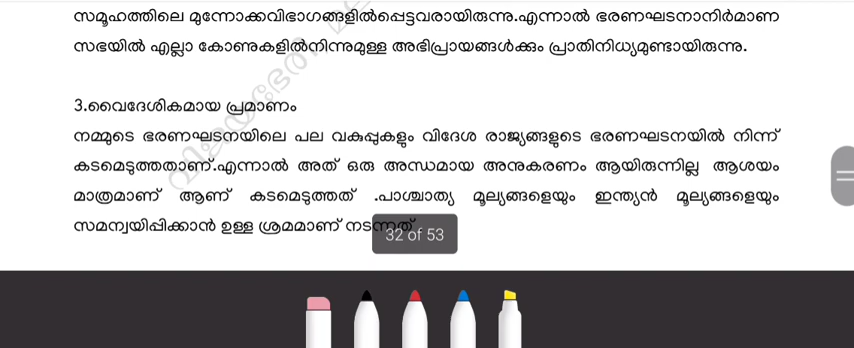 സമൂഹത്തിലെ മുന്നോക്കവിഭാഗങ്ങളിൽപ്പെട്ടവരായിരുന്നു.എന്നാൽ ഭരണഘടനാനിർമാണ
സഭയിൽ എല്ലാ കോണുകളിൽനിന്നുമുള്ള അഭിപ്രായങ്ങൾക്കും പ്രാതിനിധ്യമുണ്ടായിരുന്നു.
3.വൈദേശികമായ പ്രമാണം
നമ്മുടെ ഭരണഘടനയിലെ പല വകുപ്പുകളും വിദേശ രാജ്യങ്ങളുടെ ഭരണഘടനയിൽ നിന്ന്
കടമെടുത്തതാണ്.എന്നാൽ അത് ഒരു അന്ധമായ അനുകരണം ആയിരുന്നില്ല ആശയം
മാത്രമാണ് ആണ് കടമെടുത്തത് .പാശ്ചാത്യ മൂല്യങ്ങളെയും ഇന്ത്യൻ മൂല്യങ്ങളെയും
സമന്വയിപ്പിക്കാൻ ഉള്ള ശ്രമമാണ് നടന്നത്
32 of 53